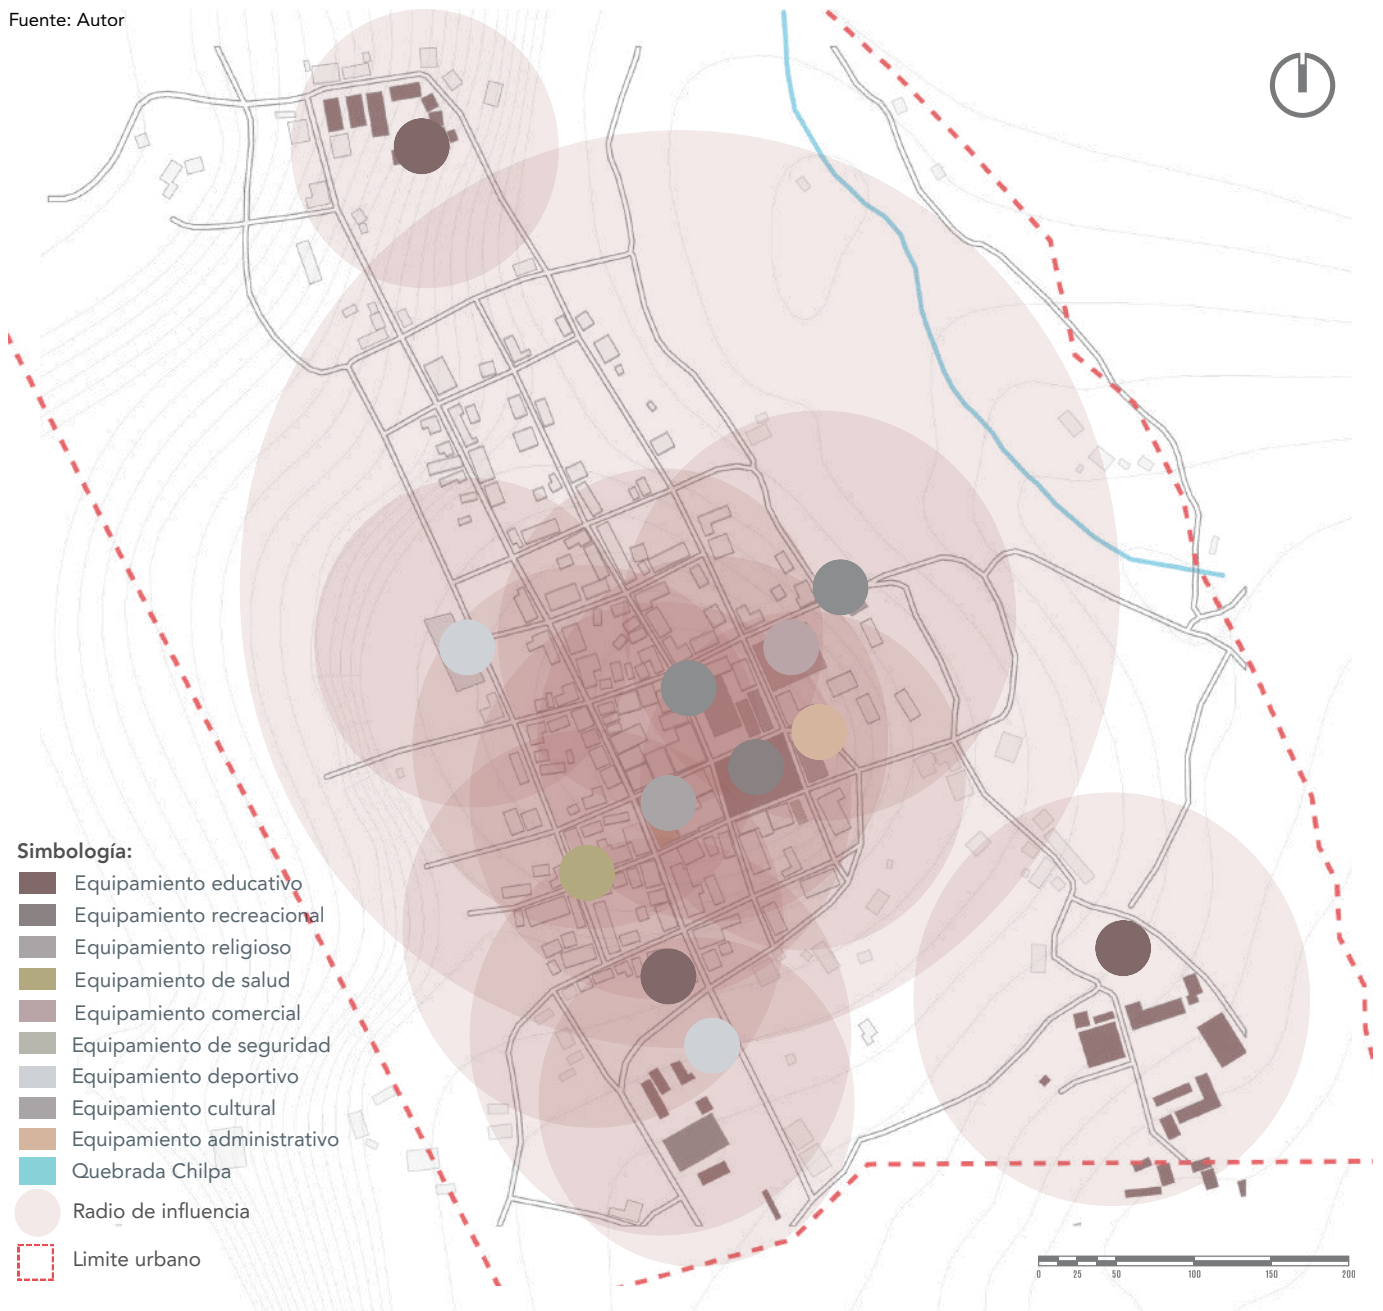 Fuente: Autor
Simbología:
Equipamiento educativo
Equipamiento recreacional
Equipamiento religioso
Equipamiento de salud
Equipamiento comercial
Equipamiento de seguridad
Equipamiento deportivo
Equipamiento cultural
Equipamiento administrativo
Quebrada Chilpa
Radio de influencia
Limite urbano
0 25 50 100 150 200